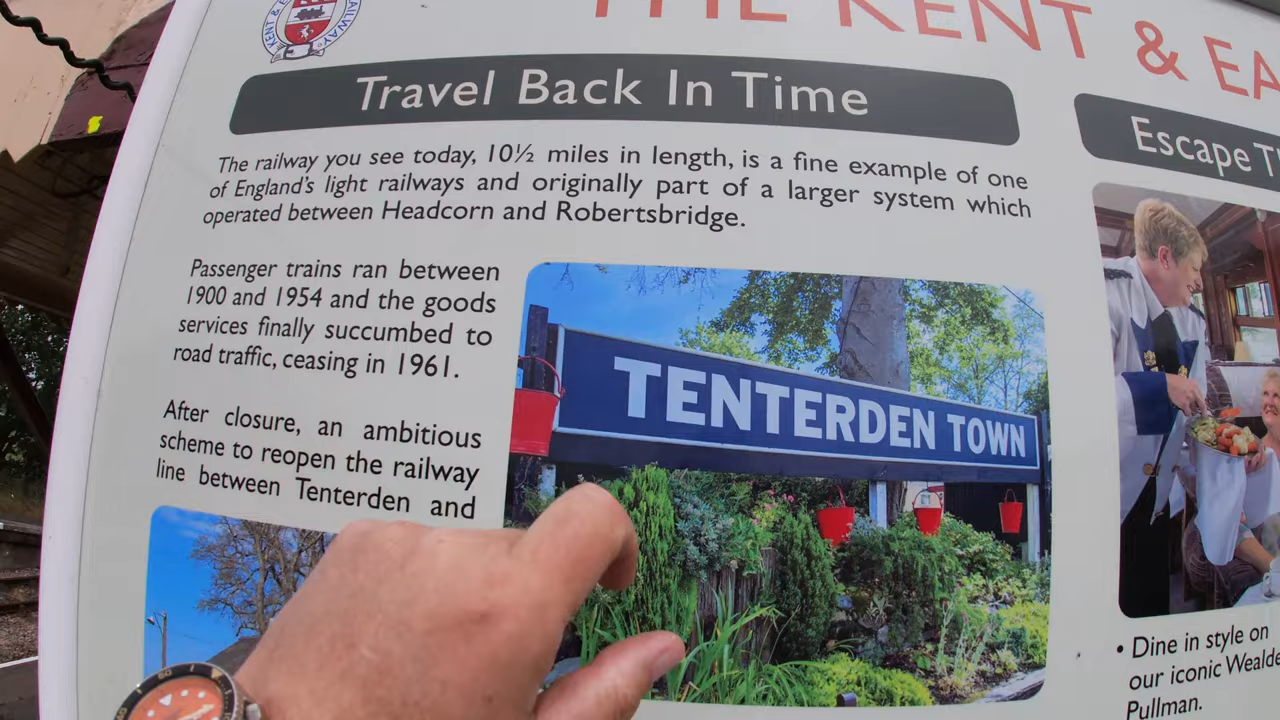 KENT & E
RAILWAY
THE KENT & EA
Travel Back In Time
The railway you see today, 10½ miles in length, is a fine example of one
of England's light railways and originally part of a larger system which
operated between Headcorn and Robertsbridge.
Passenger trains ran between
1900 and 1954 and the goods
services finally succumbed to
road traffic, ceasing in 1961.
After closure, an ambitious
scheme to reopen the railway
line between Tenterden and
TENTERDEN TOWN
Escape T
• Dine in style on
our iconic Wealde
Pullman.